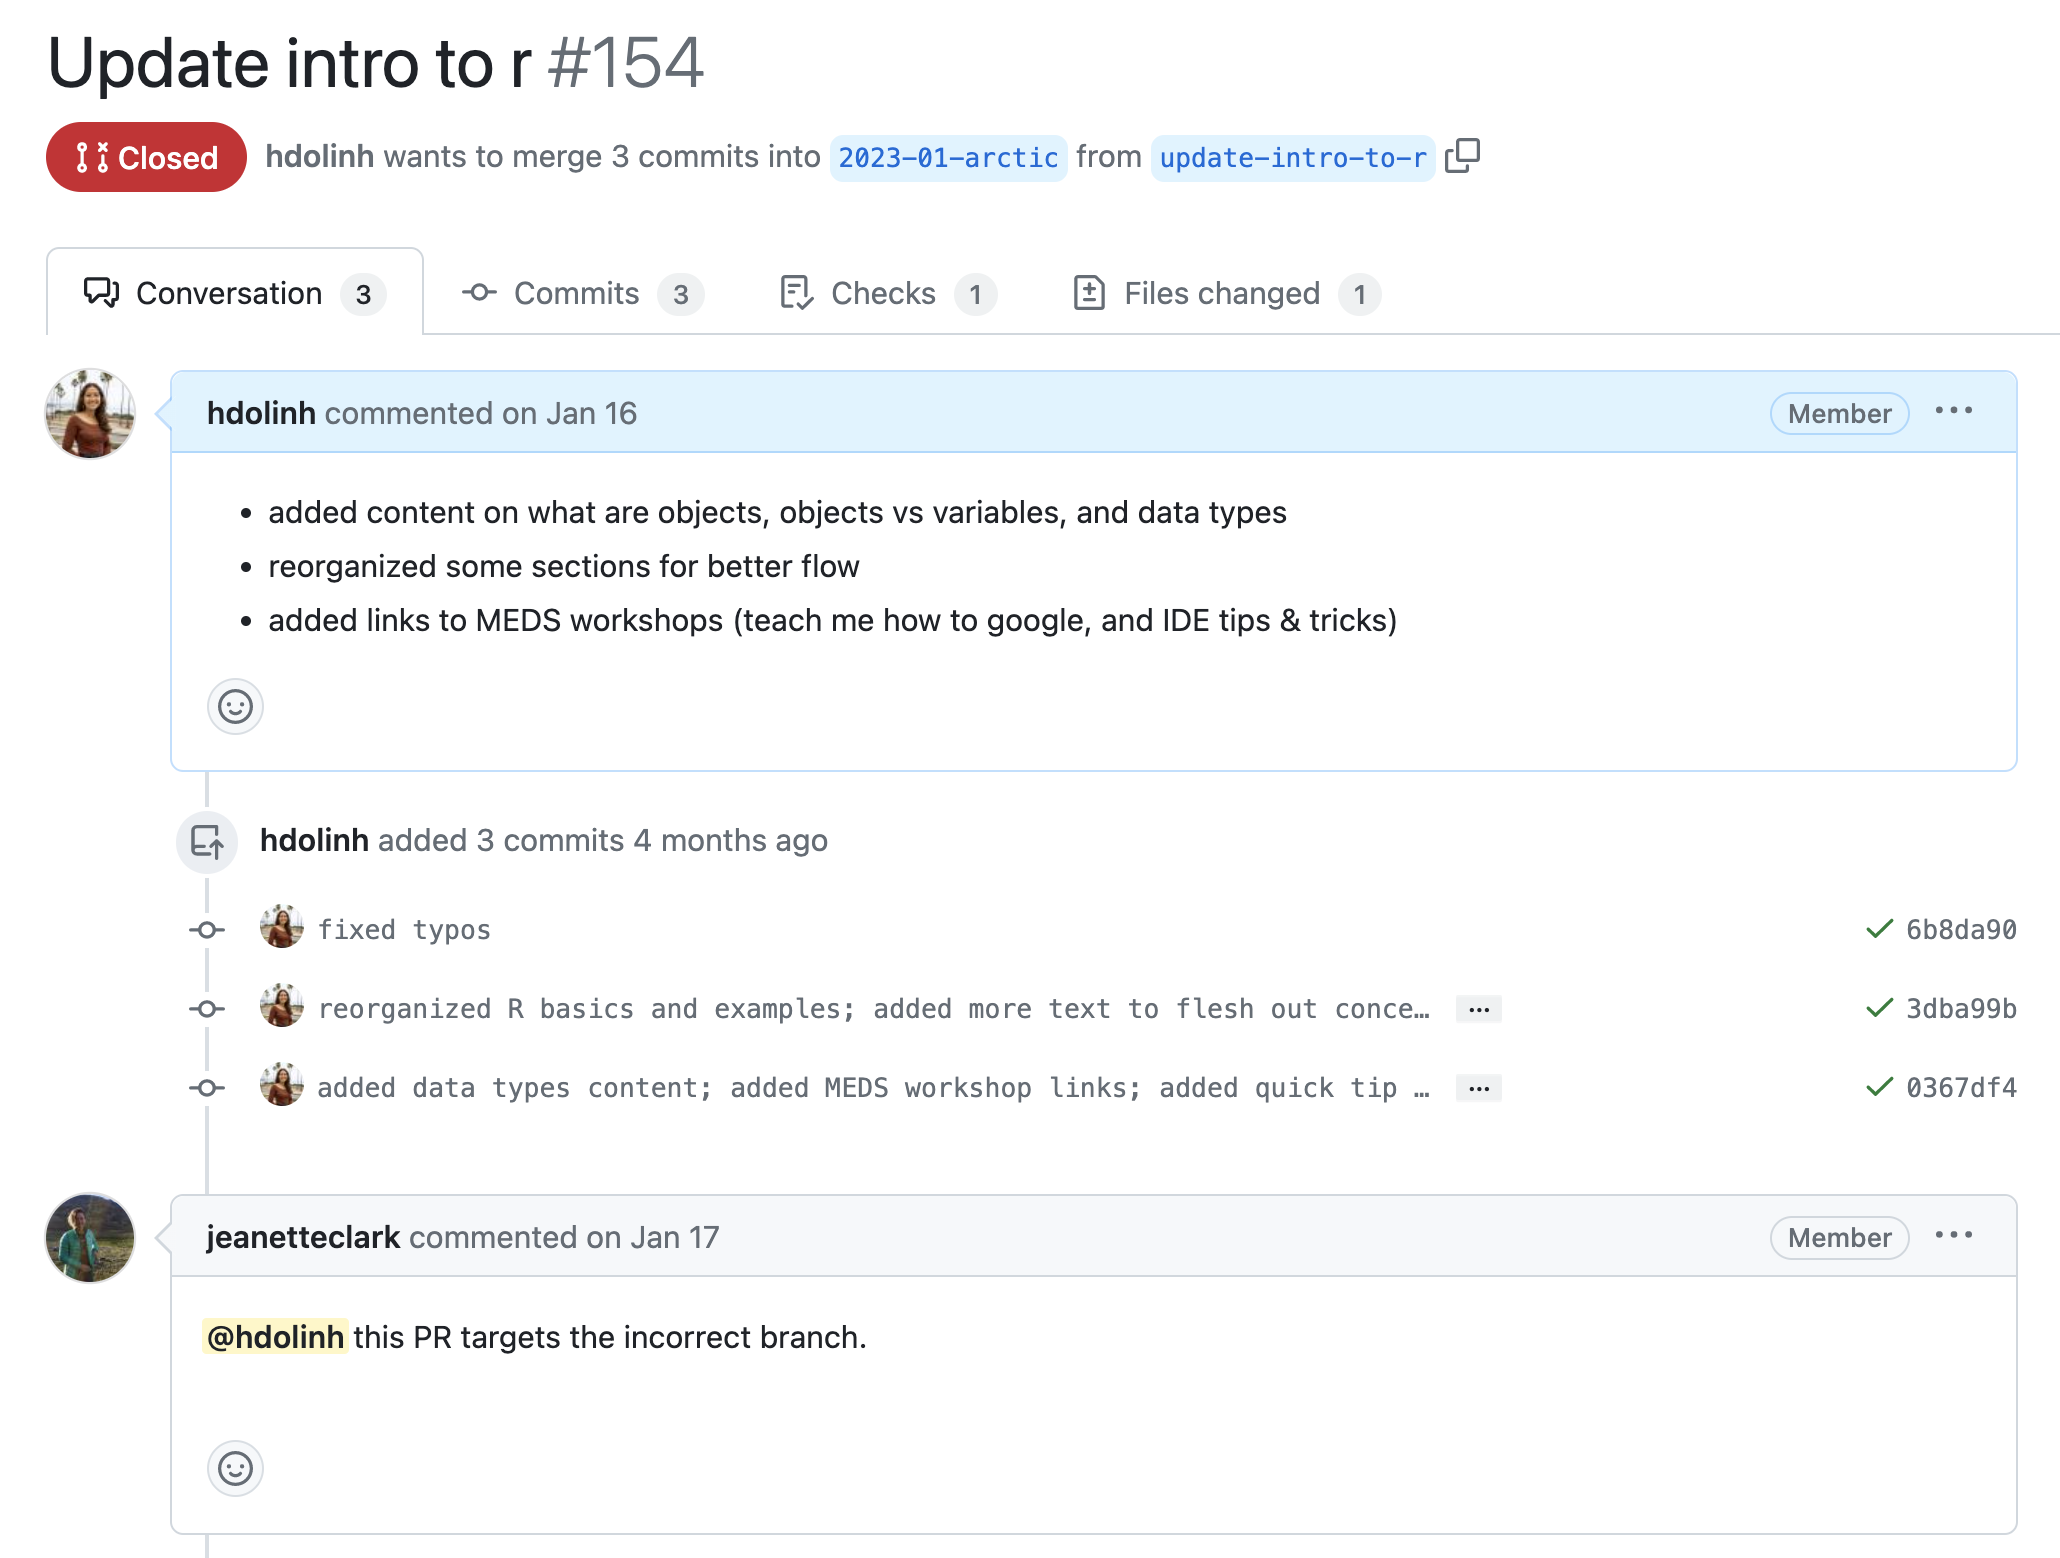 Update intro to r #154
Closed hdolinh wants to merge 3 commits into 2023-01-arctic from update-intro-to-r
Conversation 3 Commits 3 Checks 1 Files changed 1
hdolinh commented on Jan 16 Member ...
• added content on what are objects, objects vs variables, and data types
• reorganized some sections for better flow
• added links to MEDS workshops (teach me how to google, and IDE tips & tricks)
hdolinh added 3 commits 4 months ago
fixed typos 6b8da90
reorganized R basics and examples; added more text to flesh out conce… ... 3dba99b
added data types content; added MEDS workshop links; added quick tip … ... 0367df4
jeanetteclark commented on Jan 17 Member ...
@hdolinh this PR targets the incorrect branch.